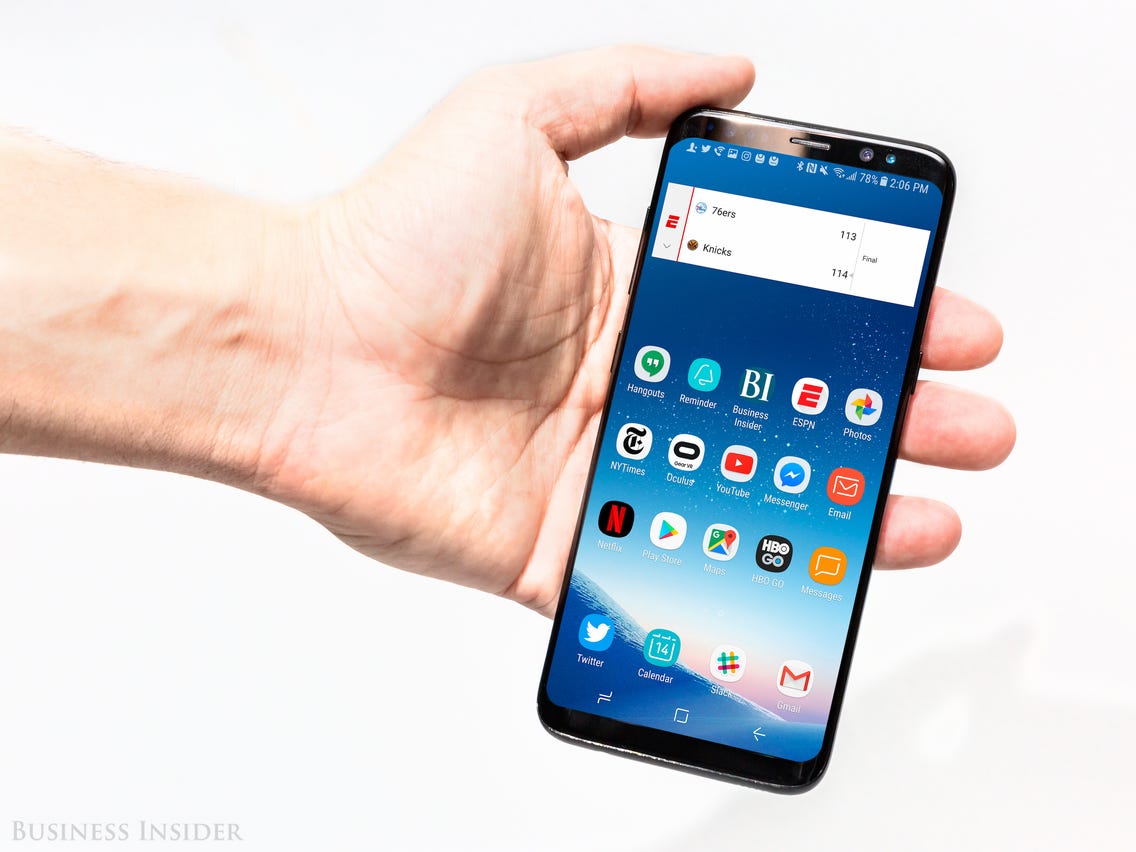 78% 2:06 PM
76ers
113
Knicks
114
Final
Hangouts
Reminder
BI
Business
Insider
ESPN
Photos
NYTimes
Gear VR
Oculus
YouTube
Messenger
Email
Netflix
Play Store
Maps
HBO
GO
HBO GO
Messages
Twitter
14
Calendar
Slack
Gmail
BUSINESS INSIDER